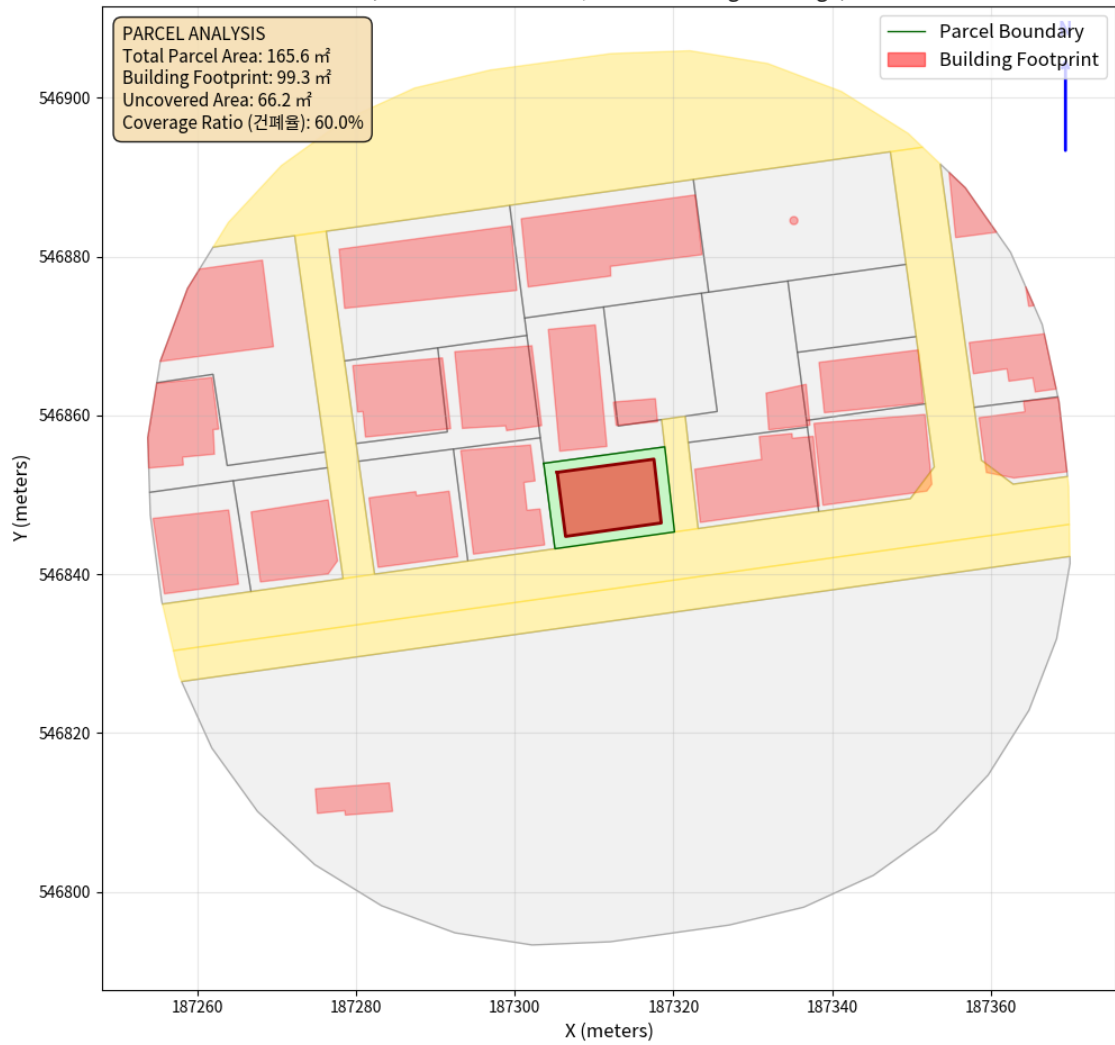 PARCEL ANALYSIS
Total Parcel Area: 165.6 ㎡
Building Footprint: 99.3 ㎡
Uncovered Area: 66.2 ㎡
Coverage Ratio (건폐율): 60.0%
Parcel Boundary
Building Footprint
N
546900
546880
546860
546840
546820
546800
Y (meters)
187260
187280
187300
187320
187340
187360
X (meters)